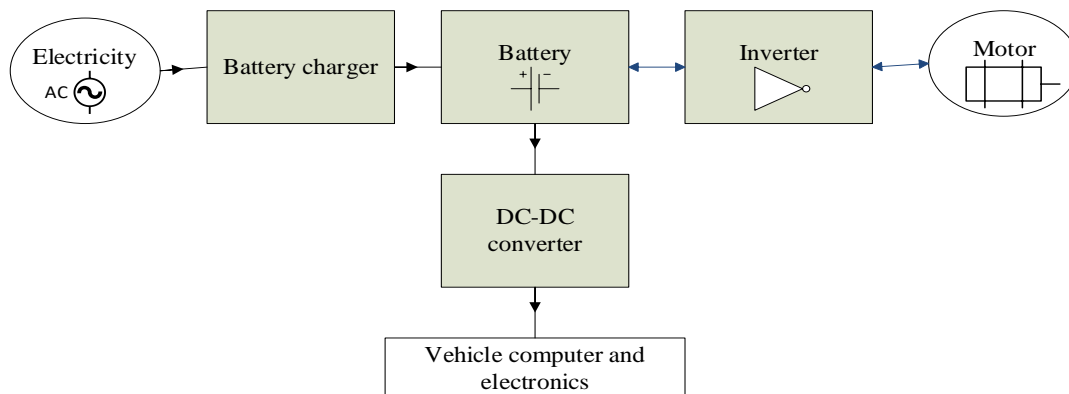 Electricity
AC
Battery charger
Battery
+ −
Inverter
Motor
DC-DC
converter
Vehicle computer and
electronics